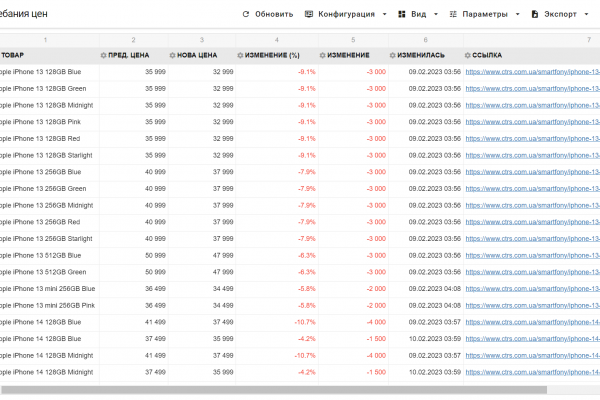 ебания цен Обновить Конфигурация Вид Параметры Экспорт
1 2 3 4 5 6 7
ТОВАР ПРЕД. ЦЕНА НОВА ЦЕНА ИЗМЕНЕНИЕ (%) ИЗМЕНЕНИЕ ИЗМЕНИЛАСЬ ССЫЛКА
pple iPhone 13 128GB Blue 35 999 32 999 -9.1% -3 000 09.02.2023 03:56 https://www.ctrs.com.ua/smartfony/iphone-13-
pple iPhone 13 128GB Green 35 999 32 999 -9.1% -3 000 09.02.2023 03:56 https://www.ctrs.com.ua/smartfony/iphone-13-
pple iPhone 13 128GB Midnight 35 999 32 999 -9.1% -3 000 09.02.2023 03:56 https://www.ctrs.com.ua/smartfony/iphone-13-
pple iPhone 13 128GB Pink 35 999 32 999 -9.1% -3 000 09.02.2023 03:56 https://www.ctrs.com.ua/smartfony/iphone-13-
pple iPhone 13 128GB Red 35 999 32 999 -9.1% -3 000 09.02.2023 03:56 https://www.ctrs.com.ua/smartfony/iphone-13-
pple iPhone 13 128GB Starlight 35 999 32 999 -9.1% -3 000 09.02.2023 03:56 https://www.ctrs.com.ua/smartfony/iphone-13-
pple iPhone 13 256GB Blue 40 999 37 999 -7.9% -3 000 09.02.2023 03:56 https://www.ctrs.com.ua/smartfony/iphone-13-
pple iPhone 13 256GB Green 40 999 37 999 -7.9% -3 000 09.02.2023 03:56 https://www.ctrs.com.ua/smartfony/iphone-13-
pple iPhone 13 256GB Midnight 40 999 37 999 -7.9% -3 000 09.02.2023 03:56 https://www.ctrs.com.ua/smartfony/iphone-13-
pple iPhone 13 256GB Red 40 999 37 999 -7.9% -3 000 09.02.2023 03:56 https://www.ctrs.com.ua/smartfony/iphone-13-
pple iPhone 13 256GB Starlight 40 999 37 999 -7.9% -3 000 09.02.2023 03:56 https://www.ctrs.com.ua/smartfony/iphone-13-
pple iPhone 13 512GB Blue 50 999 47 999 -6.3% -3 000 09.02.2023 03:56 https://www.ctrs.com.ua/smartfony/iphone-13-
pple iPhone 13 512GB Green 50 999 47 999 -6.3% -3 000 09.02.2023 03:56 https://www.ctrs.com.ua/smartfony/iphone-13-
pple iPhone 13 mini 256GB Blue 36 499 34 499 -5.8% -2 000 09.02.2023 04:08 https://www.ctrs.com.ua/smartfony/iphone-13-
pple iPhone 13 mini 256GB Pink 36 499 34 499 -5.8% -2 000 09.02.2023 04:08 https://www.ctrs.com.ua/smartfony/iphone-13-
pple iPhone 14 128GB Blue 41 499 37 499 -10.7% -4 000 09.02.2023 03:57 https://www.ctrs.com.ua/smartfony/iphone-14-
pple iPhone 14 128GB Blue 37 499 35 999 -4.2% -1 500 10.02.2023 03:59 https://www.ctrs.com.ua/smartfony/iphone-14-
pple iPhone 14 128GB Midnight 41 499 37 499 -10.7% -4 000 09.02.2023 03:57 https://www.ctrs.com.ua/smartfony/iphone-14-
pple iPhone 14 128GB Midnight 37 499 35 999 -4.2% -1 500 10.02.2023 03:59 https://www.ctrs.com.ua/smartfony/iphone-14-